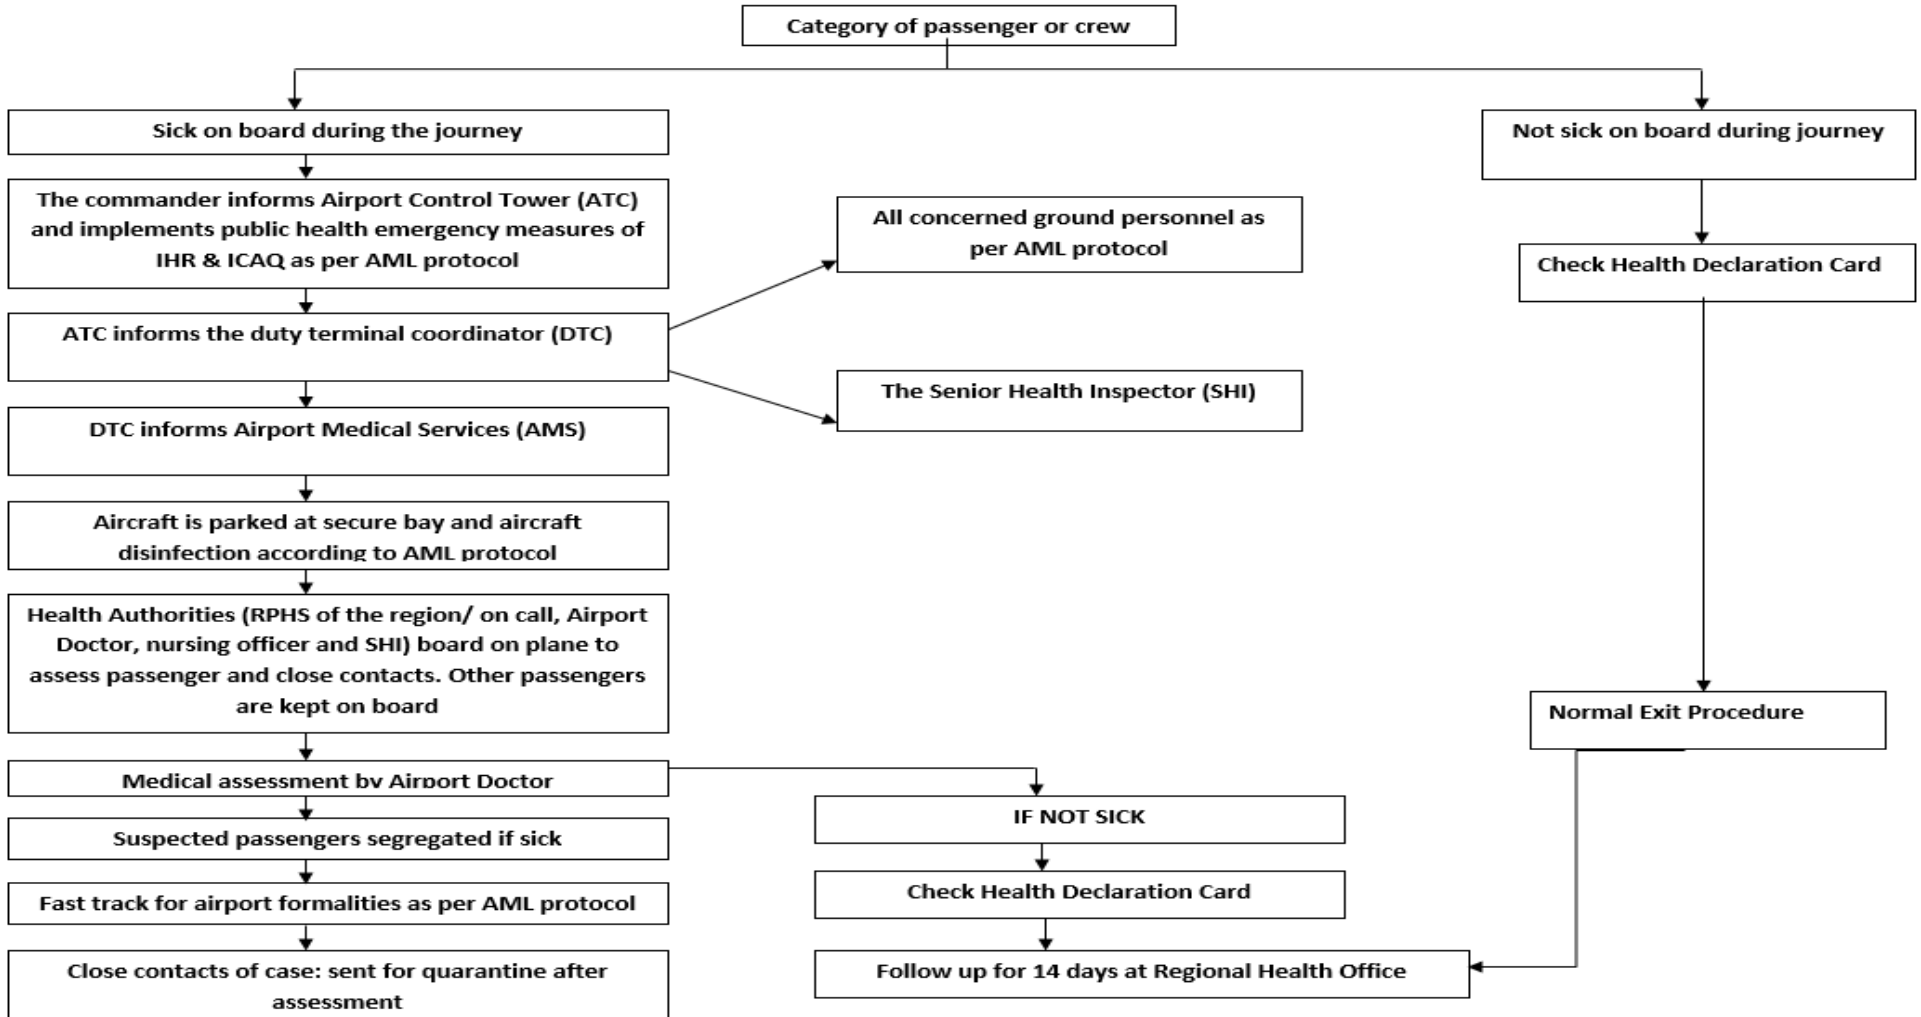 Category of passenger or crew
Sick on board during the journey
The commander informs Airport Control Tower (ATC)
and implements public health emergency measures of
IHR & ICAQ as per AML protocol
ATC informs the duty terminal coordinator (DTC)
All concerned ground personnel as
per AML protocol
The Senior Health Inspector (SHI)
DTC informs Airport Medical Services (AMS)
Aircraft is parked at secure bay and aircraft
disinfection according to AML protocol
Health Authorities (RPHS of the region/ on call, Airport
Doctor, nursing officer and SHI) board on plane to
assess passenger and close contacts. Other passengers
are kept on board
Medical assessment by Airport Doctor
Suspected passengers segregated if sick
Fast track for airport formalities as per AML protocol
Close contacts of case: sent for quarantine after
assessment
IF NOT SICK
Check Health Declaration Card
Follow up for 14 days at Regional Health Office
Not sick on board during journey
Check Health Declaration Card
Normal Exit Procedure